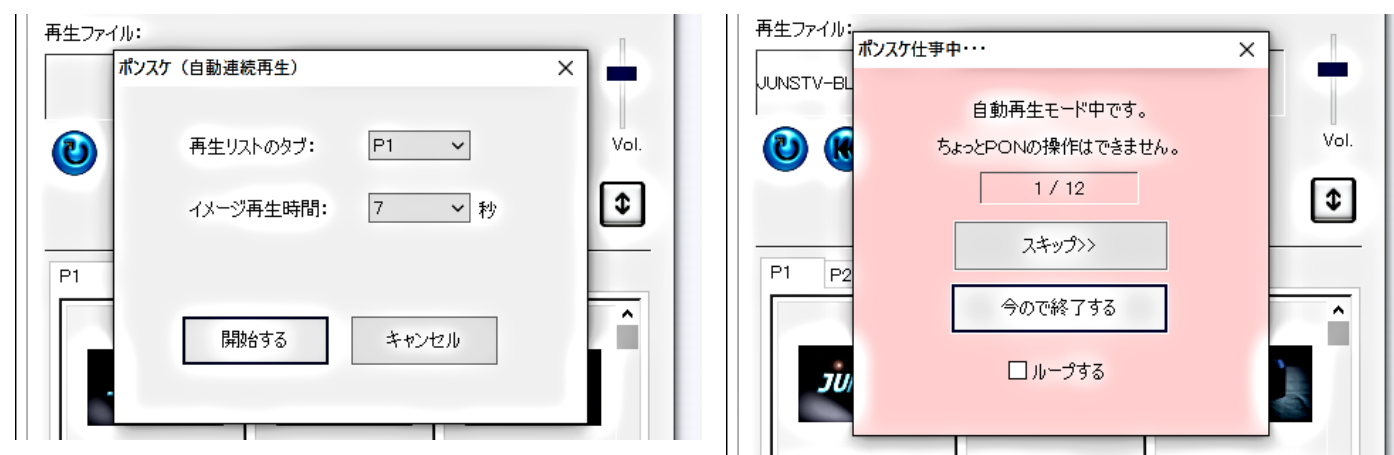 再生ファイル:
ポンスケ（自動連続再生）
再生リストのタブ:
P1
イメージ再生時間:
7
秒
開始する
キャンセル
Vol.
P1
再生ファイル:
JUNSTV-BL
ポンスケ仕事中・・・
自動再生モード中です。
ちょっとPONの操作はできません。
1 / 12
スキップ>>
今ので終了する
ループする
Vol.
P1
P2
JU